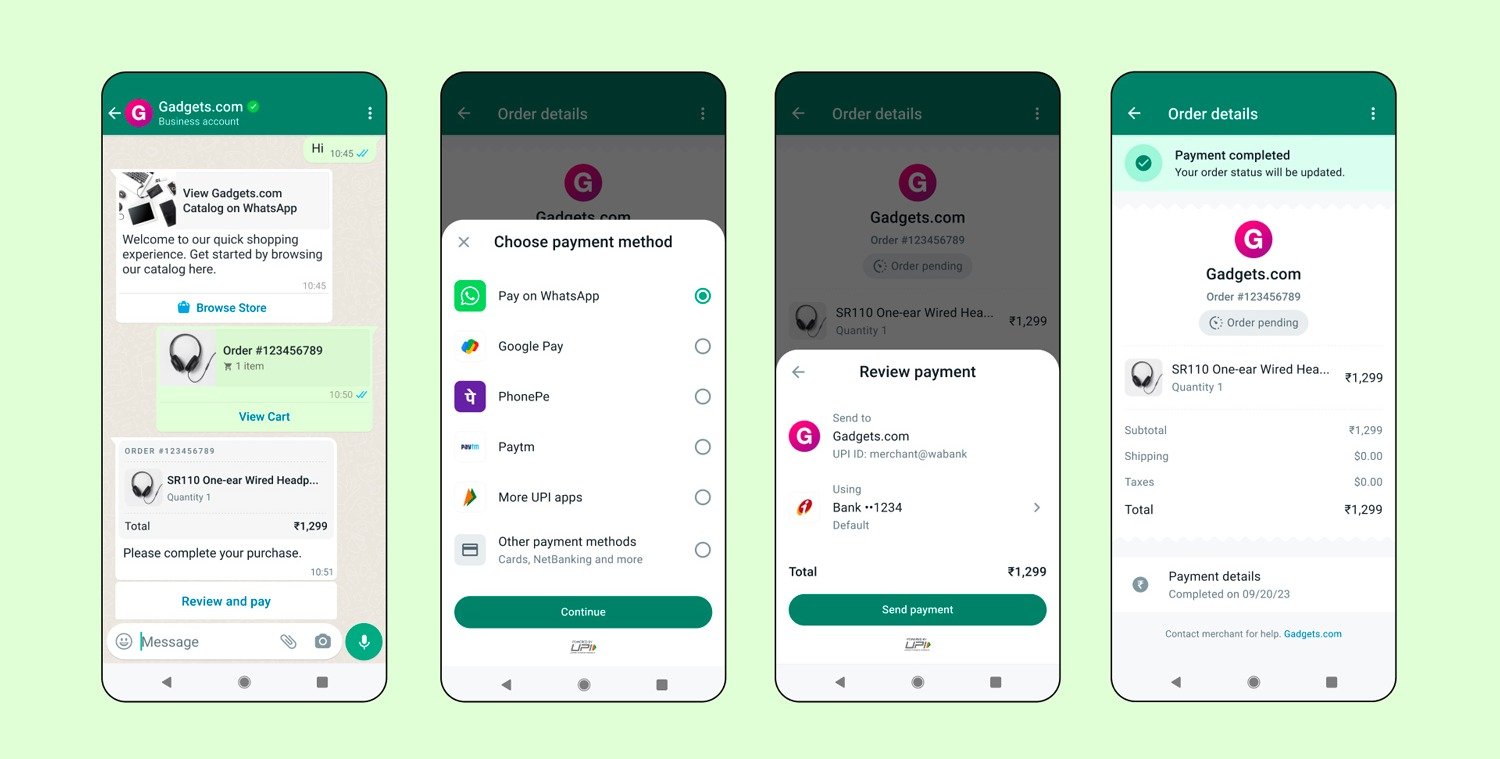 Gadgets.com
Business account
Hi 10:45
View Gadgets.com
Catalog on WhatsApp
Welcome to our quick shopping
experience. Get started by browsing
our catalog here.
10:45
Browse Store
Order #123456789
1 item
10:50
View Cart
ORDER #123456789
SR110 One-ear Wired Headp...
Quantity 1
Total ₹1,299
Please complete your purchase.
10:51
Review and pay
Message
Order details
G
Gadgets.com
Choose payment method
Pay on WhatsApp
Google Pay
पे PhonePe
Paytm Paytm
More UPI apps
Other payment methods
Cards, NetBanking and more
Continue
POWERED BY
UPI
Order details
G
Gadgets.com
Order #123456789
Order pending
SR110 One-ear Wired Hea... ₹1,299
Quantity 1
Review payment
Send to
G Gadgets.com
UPI ID: merchant@wabank
Using
Bank ••1234
Default
Total ₹1,299
Send payment
POWERED BY
UPI
Order details
Payment completed
Your order status will be updated.
G
Gadgets.com
Order #123456789
Order pending
SR110 One-ear Wired Hea... ₹1,299
Quantity 1
Subtotal ₹1,299
Shipping $0.00
Taxes $0.00
Total ₹1,299
₹ Payment details
Completed on 09/20/23
Contact merchant for help. Gadgets.com